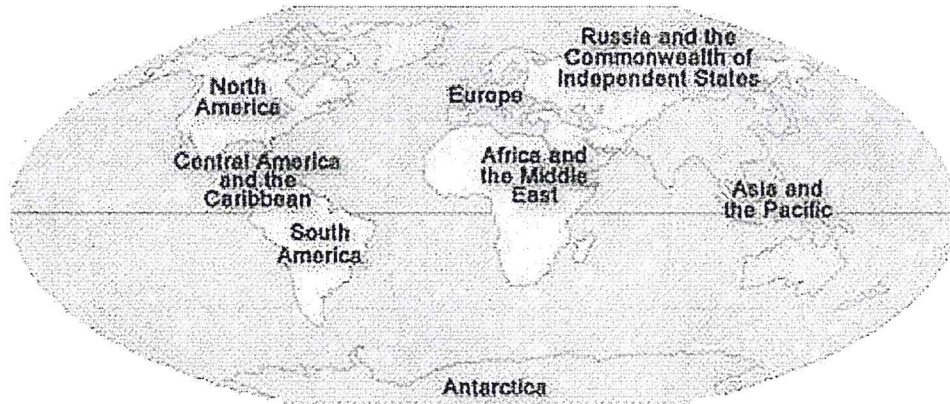 Russia and the
Commonwealth of
Independent States
North
America
Europe
Central America
and the
Caribbean
Africa and
the Middle
East
Asia and
the Pacific
South
America
Antarctica